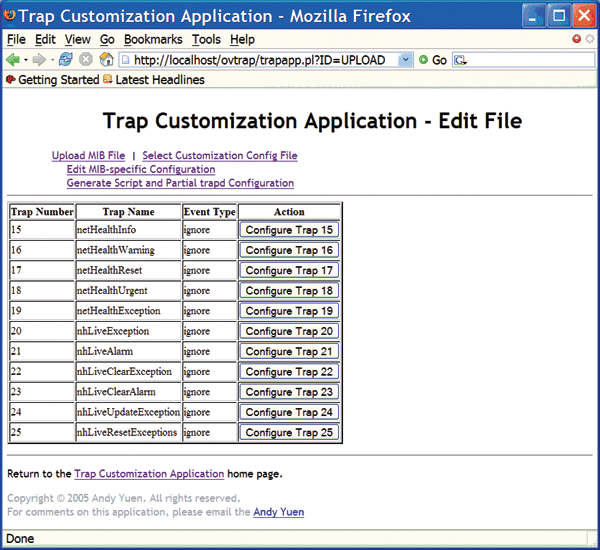 Trap Customization Application - Mozilla Firefox
File Edit View Go Bookmarks Tools Help
http://localhost/ovtrap/trapapp.pl?ID=UPLOAD Go G
Getting Started Latest Headlines
Trap Customization Application - Edit File
Upload MIB File | Select Customization Config File
Edit MIB-specific Configuration
Generate Script and Partial trapd Configuration
Trap Number Trap Name Event Type Action
15 netHealthInfo ignore Configure Trap 15
16 netHealthWarning ignore Configure Trap 16
17 netHealthReset ignore Configure Trap 17
18 netHealthUrgent ignore Configure Trap 18
19 netHealthException ignore Configure Trap 19
20 nhLiveException ignore Configure Trap 20
21 nhLiveAlarm ignore Configure Trap 21
22 nhLiveClearException ignore Configure Trap 22
23 nhLiveClearAlarm ignore Configure Trap 23
24 nhLiveUpdateException ignore Configure Trap 24
25 nhLiveResetExceptions ignore Configure Trap 25
Return to the Trap Customization Application home page.
Copyright © 2005 Andy Yuen. All rights reserved.
For comments on this application, please email the Andy Yuen
Done